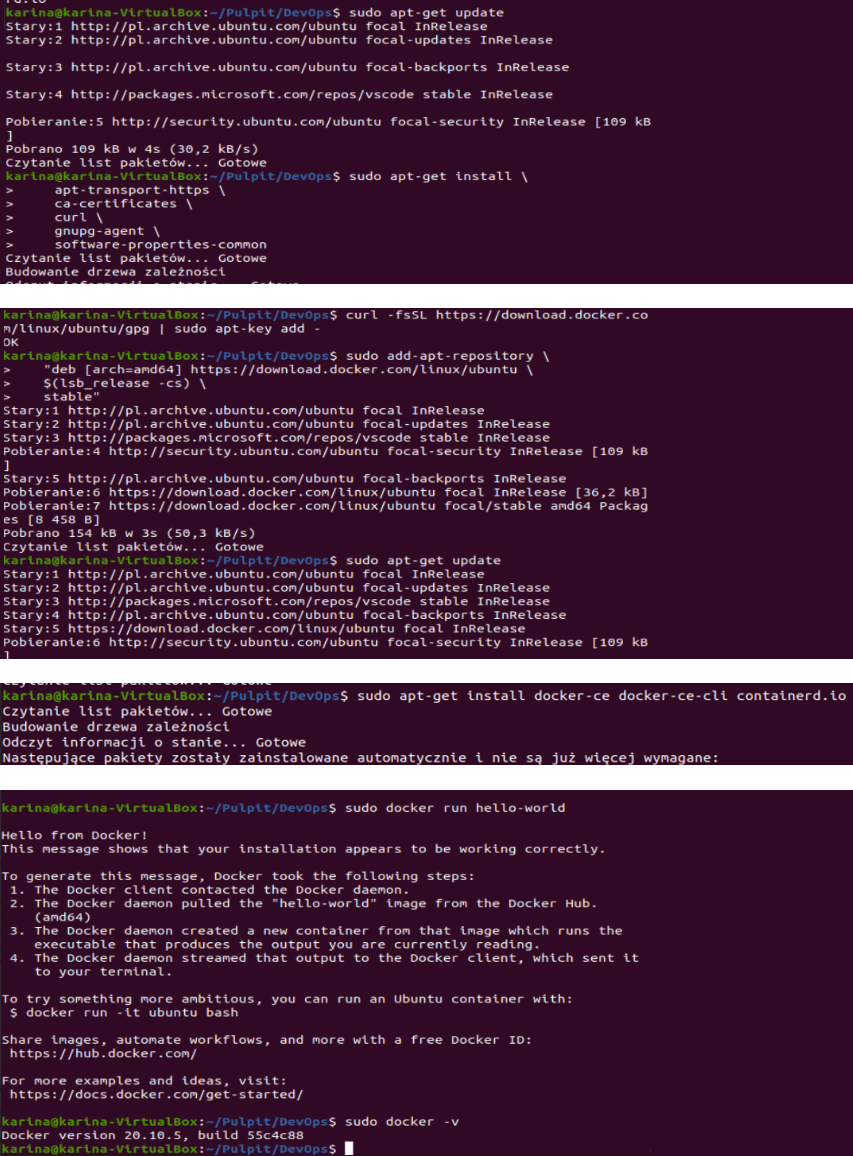 karina@karina-VirtualBox:~/Pulpit/DevOps$ sudo apt-get update
Stary:1 http://pl.archive.ubuntu.com/ubuntu focal InRelease
Stary:2 http://pl.archive.ubuntu.com/ubuntu focal-updates InRelease
Stary:3 http://pl.archive.ubuntu.com/ubuntu focal-backports InRelease
Stary:4 http://packages.microsoft.com/repos/vscode stable InRelease
Pobieranie:5 http://security.ubuntu.com/ubuntu focal-security InRelease [109 kB
]
Pobrano 109 kB w 4s (30,2 kB/s)
Czytanie list pakietów... Gotowe
karina@karina-VirtualBox:~/Pulpit/DevOps$ sudo apt-get install \
>     apt-transport-https \
>     ca-certificates \
>     curl \
>     gnupg-agent \
>     software-properties-common
Czytanie list pakietów... Gotowe
Budowanie drzewa zależności
karina@karina-VirtualBox:~/Pulpit/DevOps$ curl -fsSL https://download.docker.co
m/linux/ubuntu/gpg | sudo apt-key add -
OK
karina@karina-VirtualBox:~/Pulpit/DevOps$ sudo add-apt-repository \
>    "deb [arch=amd64] https://download.docker.com/linux/ubuntu \
>    $(lsb_release -cs) \
>    stable"
Stary:1 http://pl.archive.ubuntu.com/ubuntu focal InRelease
Stary:2 http://pl.archive.ubuntu.com/ubuntu focal-updates InRelease
Stary:3 http://packages.microsoft.com/repos/vscode stable InRelease
Pobieranie:4 http://security.ubuntu.com/ubuntu focal-security InRelease [109 kB
]
Stary:5 http://pl.archive.ubuntu.com/ubuntu focal-backports InRelease
Pobieranie:6 https://download.docker.com/linux/ubuntu focal InRelease [36,2 kB]
Pobieranie:7 https://download.docker.com/linux/ubuntu focal/stable amd64 Packag
es [8 458 B]
Pobrano 154 kB w 3s (50,3 kB/s)
Czytanie list pakietów... Gotowe
karina@karina-VirtualBox:~/Pulpit/DevOps$ sudo apt-get update
Stary:1 http://pl.archive.ubuntu.com/ubuntu focal InRelease
Stary:2 http://pl.archive.ubuntu.com/ubuntu focal-updates InRelease
Stary:3 http://packages.microsoft.com/repos/vscode stable InRelease
Stary:4 http://pl.archive.ubuntu.com/ubuntu focal-backports InRelease
Stary:5 https://download.docker.com/linux/ubuntu focal InRelease
Pobieranie:6 http://security.ubuntu.com/ubuntu focal-security InRelease [109 kB
]
karina@karina-VirtualBox:~/Pulpit/DevOps$ sudo apt-get install docker-ce docker-ce-cli containerd.io
Czytanie list pakietów... Gotowe
Budowanie drzewa zależności
Odczyt informacji o stanie... Gotowe
Następujące pakiety zostały zainstalowane automatycznie i nie są już więcej wymagane:
karina@karina-VirtualBox:~/Pulpit/DevOps$ sudo docker run hello-world
Hello from Docker!
This message shows that your installation appears to be working correctly.
To generate this message, Docker took the following steps:
 1. The Docker client contacted the Docker daemon.
 2. The Docker daemon pulled the "hello-world" image from the Docker Hub.
    (amd64)
 3. The Docker daemon created a new container from that image which runs the
    executable that produces the output you are currently reading.
 4. The Docker daemon streamed that output to the Docker client, which sent it
    to your terminal.
To try something more ambitious, you can run an Ubuntu container with:
 $ docker run -it ubuntu bash
Share images, automate workflows, and more with a free Docker ID:
 https://hub.docker.com/
For more examples and ideas, visit:
 https://docs.docker.com/get-started/
karina@karina-VirtualBox:~/Pulpit/DevOps$ sudo docker -v
Docker version 20.10.5, build 55c4c88
karina@karina-VirtualBox:~/Pulpit/DevOps$